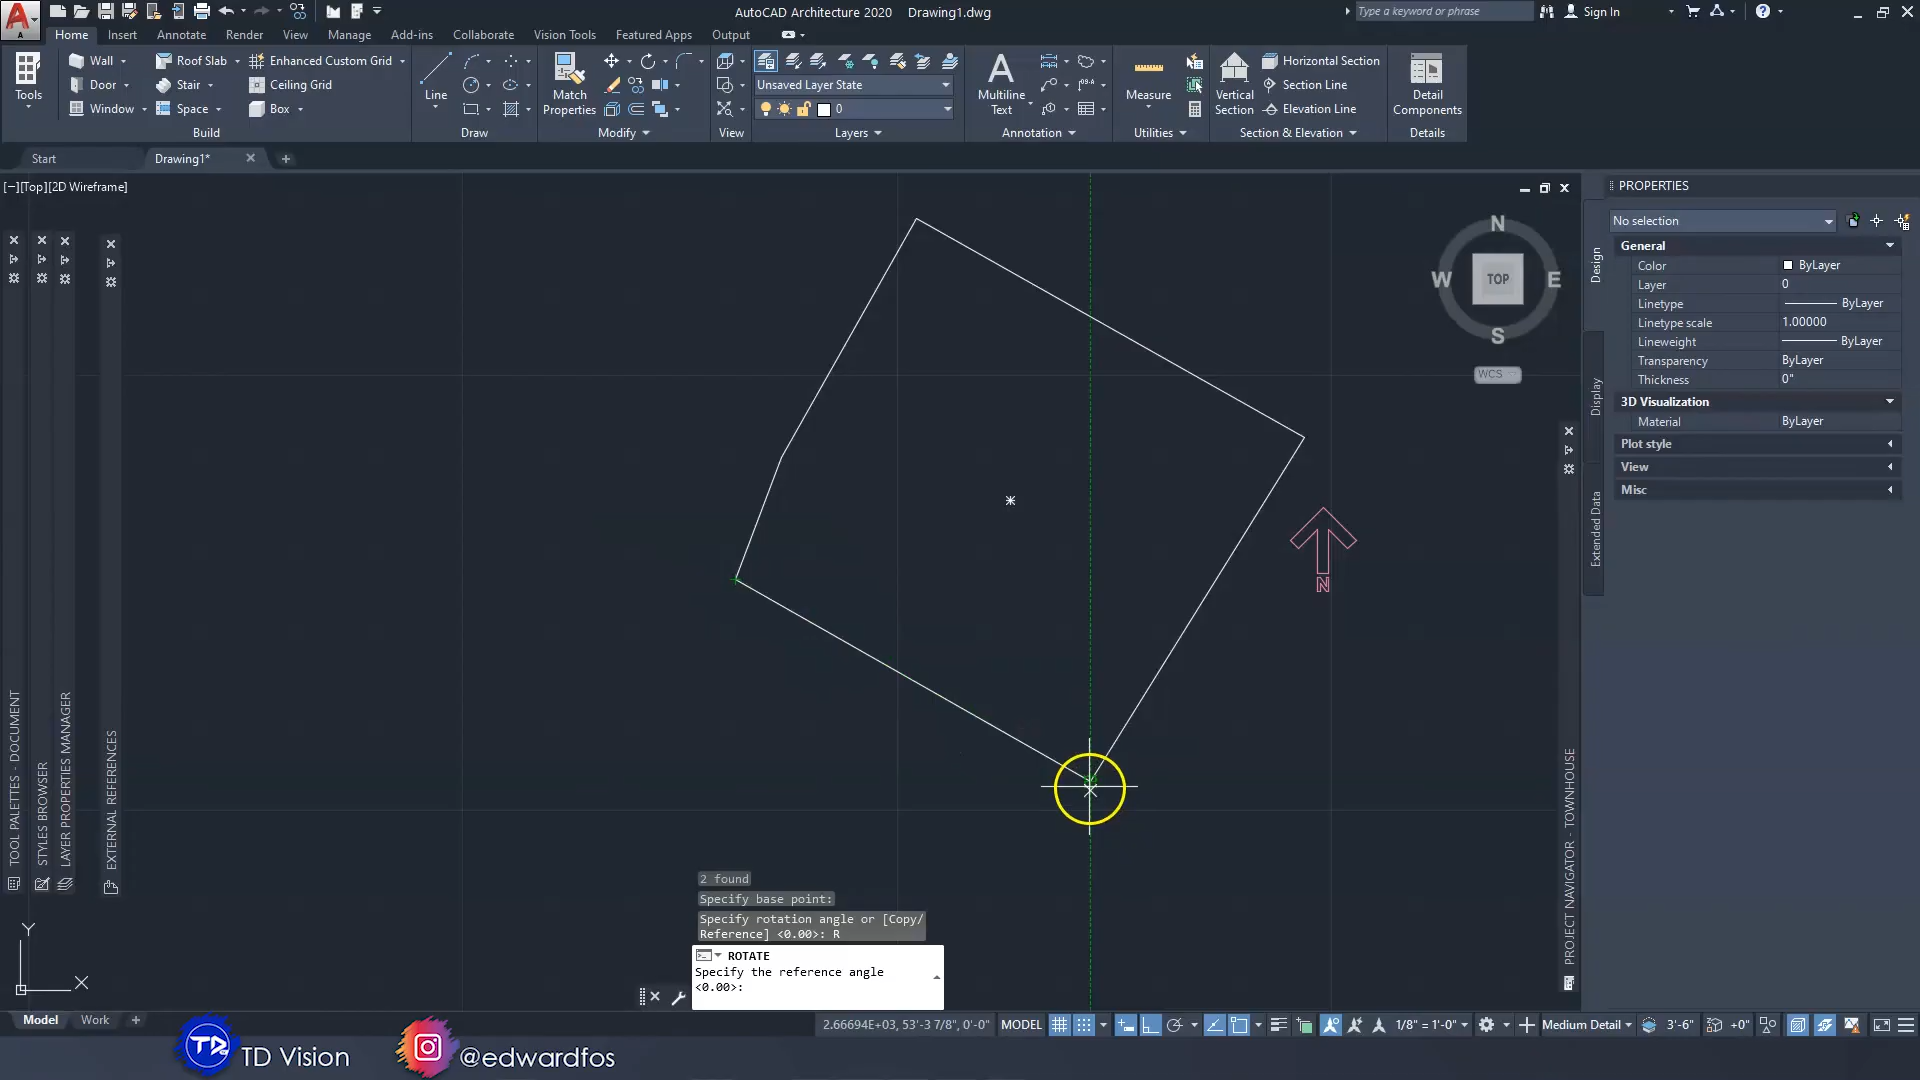 AutoCAD Architecture 2020 Drawing1.dwg
Type a keyword or phrase
Sign In
A
Home Insert Annotate Render View Manage Add-ins Collaborate Vision Tools Featured Apps Output
Tools
Wall
Door
Window
Roof Slab
Stair
Space
Enhanced Custom Grid
Ceiling Grid
Box
Build
Line
Draw
Match
Properties
Modify
View
Unsaved Layer State
0
Layers
A
Multiline
Text
Annotation
Measure
Utilities
Vertical
Section
Horizontal Section
Section Line
Elevation Line
Section & Elevation
Detail
Components
Details
Start
Drawing1*
[−][Top][2D Wireframe]
N
W
TOP
E
S
WCS
N
PROPERTIES
No selection
General
Color ByLayer
Layer 0
Linetype ByLayer
Linetype scale 1.00000
Lineweight ByLayer
Transparency ByLayer
Thickness 0"
3D Visualization
Material ByLayer
Plot style
View
Misc
Design
Display
Extended Data
TOOL PALETTES - DOCUMENT
STYLES BROWSER
LAYER PROPERTIES MANAGER
EXTERNAL REFERENCES
PROJECT NAVIGATOR - TOWNHOUSE
2 found
Specify base point:
Specify rotation angle or [Copy/
Reference] <0.00>: R
ROTATE
Specify the reference angle
<0.00>:
Y
X
Model Work
2.66694E+03, 53'-3 7/8", 0'-0" MODEL 1/8" = 1'-0" Medium Detail 3'-6" +0"
TD Vision
@edwardfos